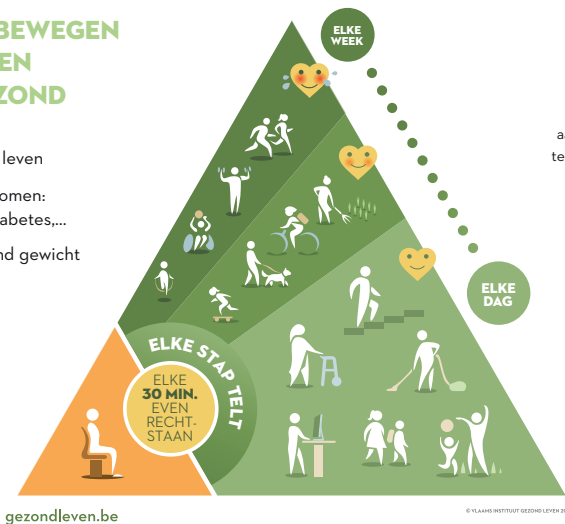 BEWEGEN
EN
ZOND
leven
omen:
abetes,...
nd gewicht
ELKE
WEEK
ELKE
DAG
ELKE STAP TELT
ELKE
30 MIN.
EVEN
RECHT-
STAAN
gezondleven.be
© VLAAMS INSTITUUT GEZOND LEVEN 20